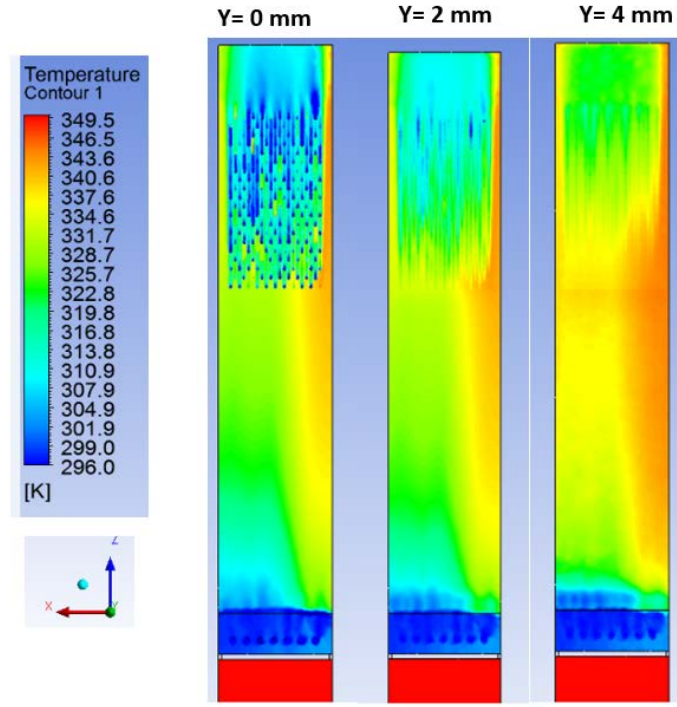 Y= 0 mm
Y= 2 mm
Y= 4 mm
Temperature
Contour 1
349.5
346.5
343.6
340.6
337.6
334.6
331.7
328.7
325.7
322.8
319.8
316.8
313.8
310.9
307.9
304.9
301.9
299.0
296.0
[K]
Z
X
Y